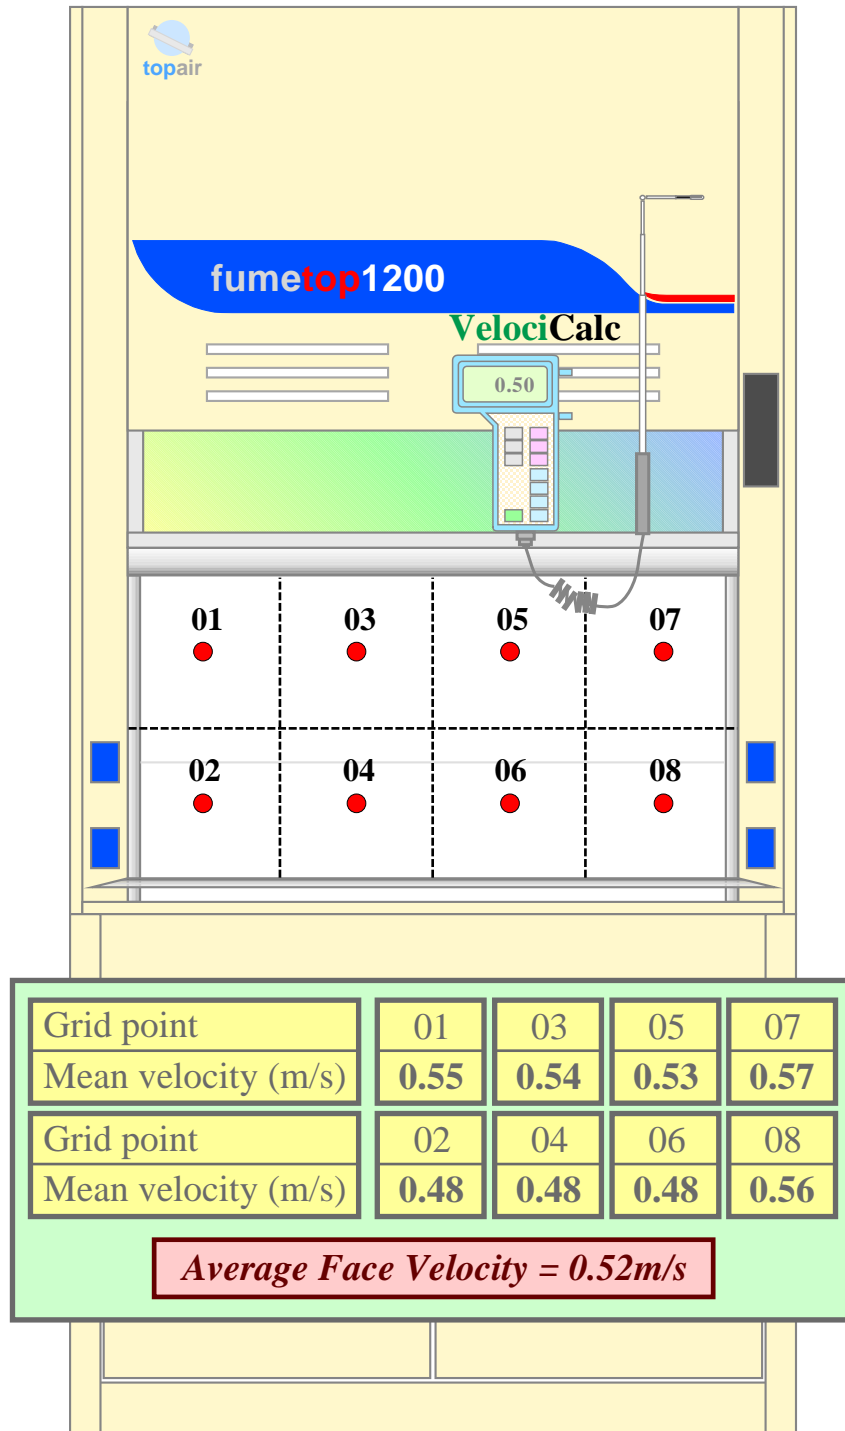 topair
fumetop1200
VelociCalc
0.50
01 03 05 07
02 04 06 08
Grid point 01 03 05 07
Mean velocity (m/s) 0.55 0.54 0.53 0.57
Grid point 02 04 06 08
Mean velocity (m/s) 0.48 0.48 0.48 0.56
Average Face Velocity = 0.52m/s